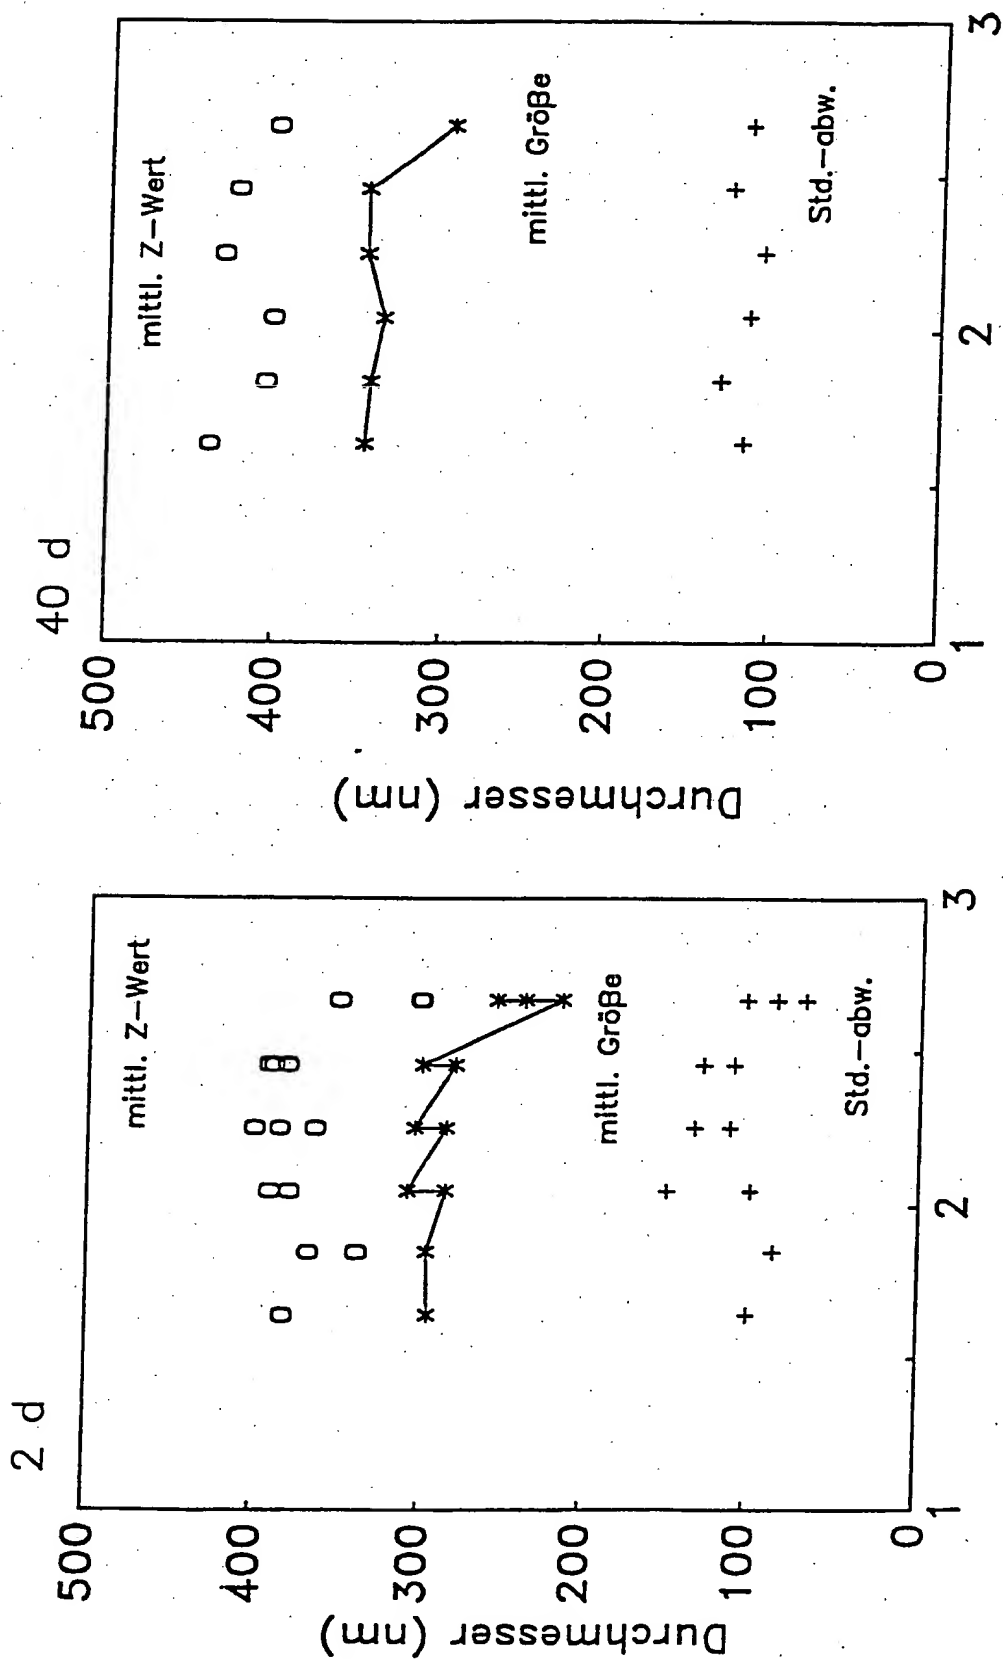 2 d
500
400
300
200
100
0
Durchmesser (nm)
mittl. Z-Wert
mittl. Größe
Std.-abw.
1
2
3
40 d
500
400
300
200
100
0
Durchmesser (nm)
mittl. Z-Wert
mittl. Größe
Std.-abw.
1
2
3